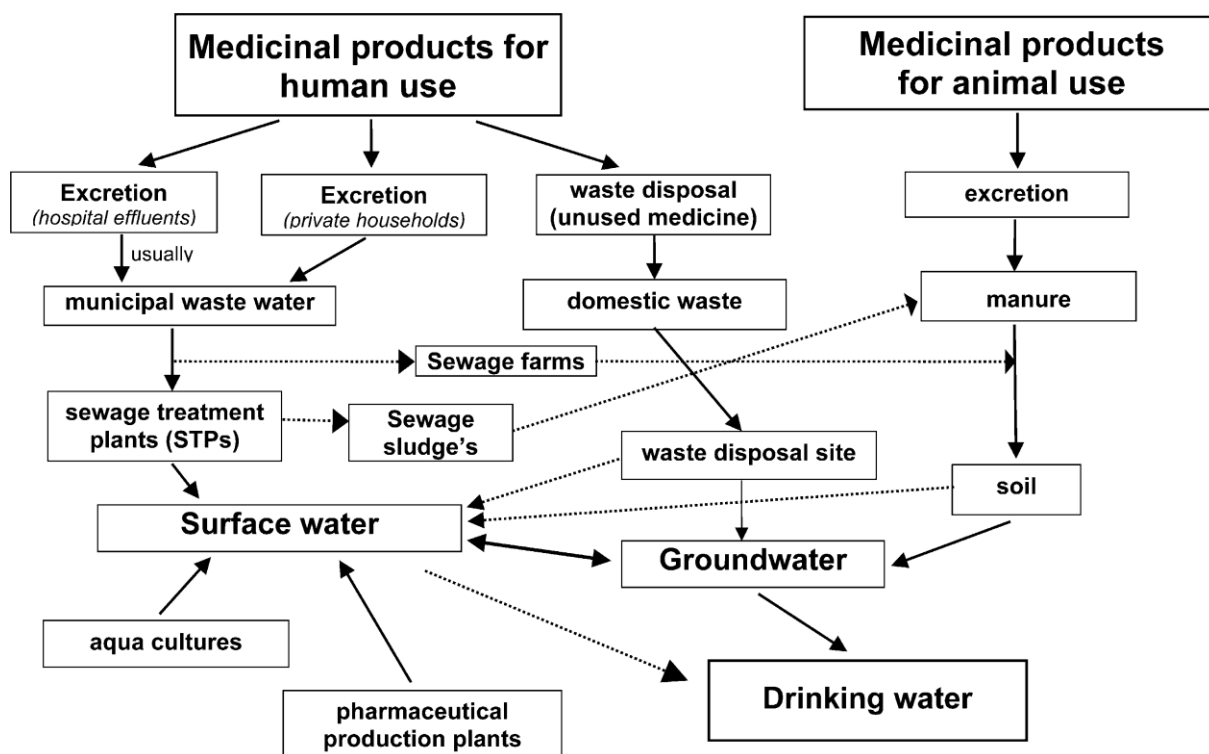 Medicinal products for
human use
Medicinal products
for animal use
Excretion
(hospital effluents)
Excretion
(private households)
waste disposal
(unused medicine)
excretion
usually
municipal waste water
domestic waste
manure
Sewage farms
sewage treatment
plants (STPs)
Sewage
sludge's
waste disposal site
soil
Surface water
Groundwater
aqua cultures
Drinking water
pharmaceutical
production plants